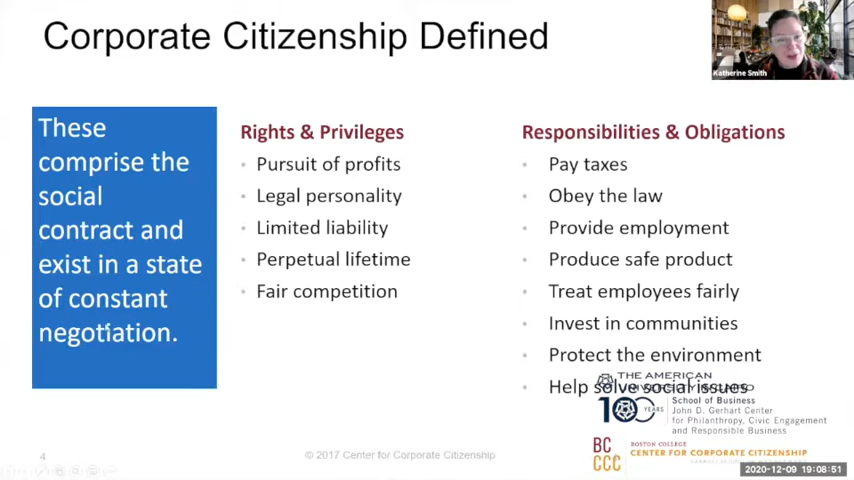 Corporate Citizenship Defined
Katherine Smith
These
comprise the
social
contract and
exist in a state
of constant
negotiation.
Rights & Privileges
Pursuit of profits
Legal personality
Limited liability
Perpetual lifetime
Fair competition
Responsibilities & Obligations
Pay taxes
Obey the law
Provide employment
Produce safe product
Treat employees fairly
Invest in communities
Protect the environment
Help solve social issues
THE AMERICAN
100 YEARS
School of Business
John D. Gerhart Center
for Philanthropy, Civic Engagement
and Responsible Business
BC
CCC
BOSTON COLLEGE
CENTER FOR CORPORATE CITIZENSHIP
4
© 2017 Center for Corporate Citizenship
2020-12-09 19:08:51